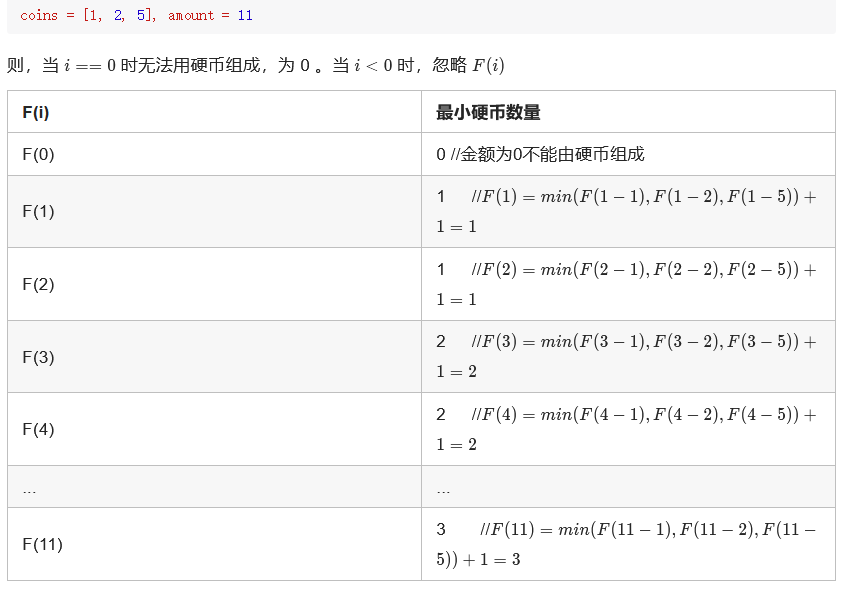 coins = [1, 2, 5], amount = 11
则，当 i == 0 时无法用硬币组成，为 0 。当 i < 0 时，忽略 F(i)
F(i) 最小硬币数量
F(0) 0 //金额为0不能由硬币组成
F(1) 1 //F(1) = min(F(1 − 1), F(1 − 2), F(1 − 5)) +
1 = 1
F(2) 1 //F(2) = min(F(2 − 1), F(2 − 2), F(2 − 5)) +
1 = 1
F(3) 2 //F(3) = min(F(3 − 1), F(3 − 2), F(3 − 5)) +
1 = 2
F(4) 2 //F(4) = min(F(4 − 1), F(4 − 2), F(4 − 5)) +
1 = 2
... ...
F(11) 3 //F(11) = min(F(11 − 1), F(11 − 2), F(11 −
5)) + 1 = 3